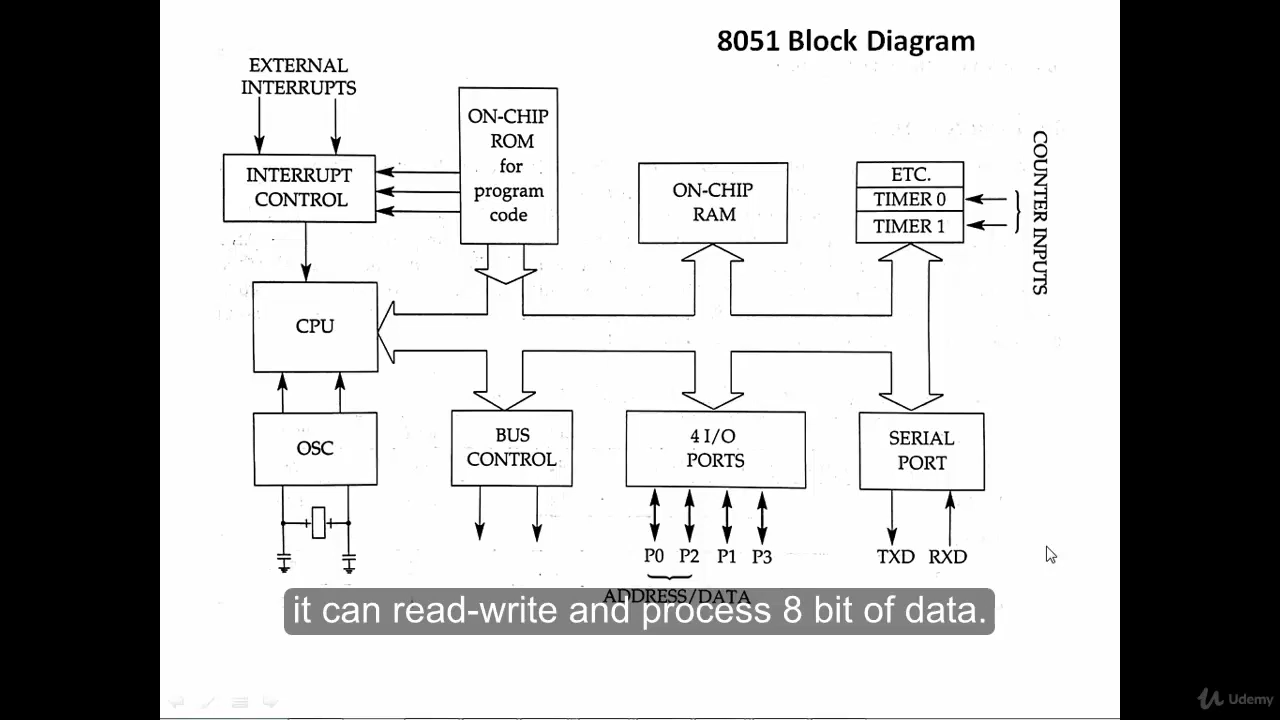 8051 Block Diagram
EXTERNAL
INTERRUPTS
INTERRUPT
CONTROL
ON-CHIP
ROM
for
program
code
ON-CHIP
RAM
ETC.
TIMER 0
TIMER 1
COUNTER INPUTS
CPU
OSC
BUS
CONTROL
4 I/O
PORTS
SERIAL
PORT
P0 P2 P1 P3
TXD RXD
ADDRESS/DATA
it can read-write and process 8 bit of data.
Udemy